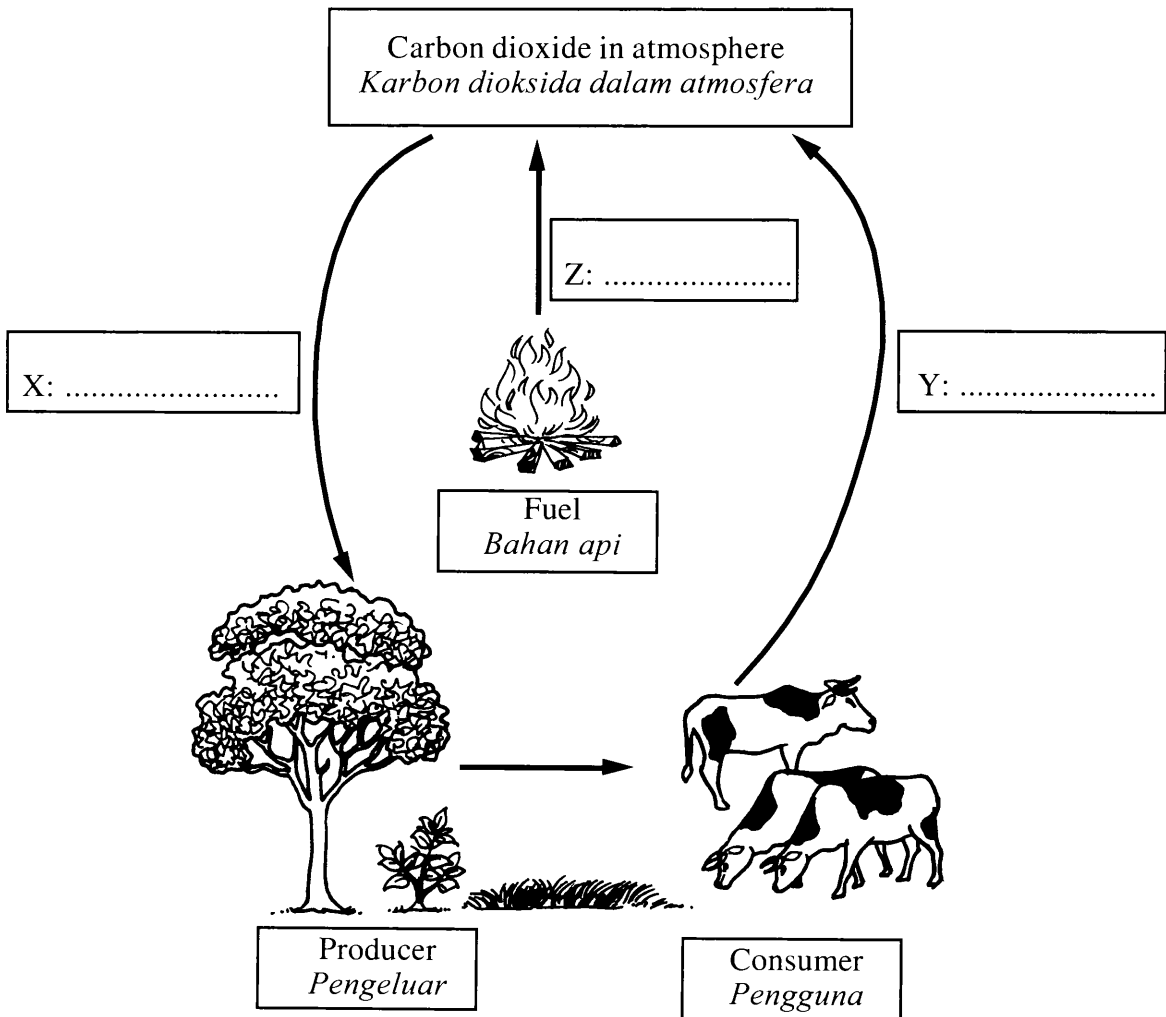 Carbon dioxide in atmosphere
Karbon dioksida dalam atmosfera
Z: ......................
X: .........................
Y: .......................
Fuel
Bahan api
Producer
Pengeluar
Consumer
Pengguna